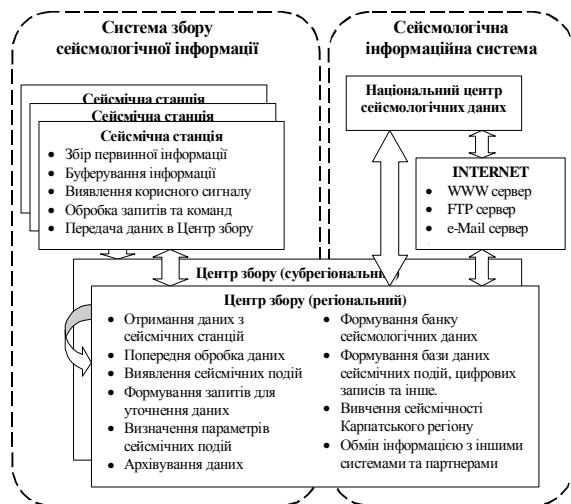 Система збору
сейсмологічної інформації
Сейсмологічна
інформаційна система
Сейсмічна станція
Сейсмічна станція
Сейсмічна станція
• Збір первинної інформації
• Буферування інформації
• Виявлення корисного сигналу
• Обробка запитів та команд
• Передача даних в Центр збору
Національний центр
сейсмологічних даних
INTERNET
• WWW сервер
• FTP сервер
• e-Mail сервер
Центр збору (субрегіональний)
Центр збору (регіональний)
• Отримання даних з
сейсмічних станцій
• Попередня обробка даних
• Виявлення сейсмічних подій
• Формування запитів для
уточнення даних
• Визначення параметрів
сейсмічних подій
• Архівування даних
• Формування банку
сейсмологічних даних
• Формування бази даних
сейсмічних подій, цифрових
записів та інше.
• Вивчення сейсмічності
Карпатського регіону
• Обмін інформацією з іншими
системами та партнерами